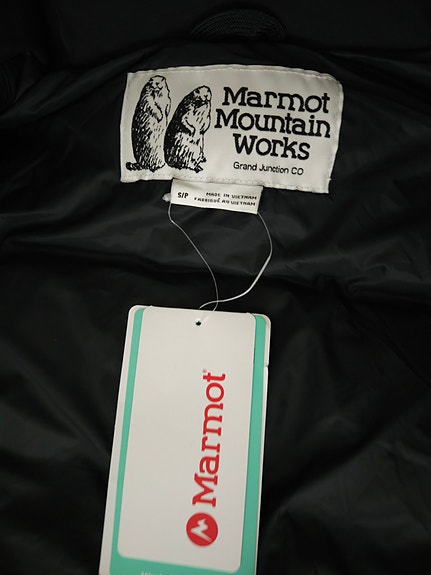 Marmot
Mountain
Works
Grand Junction CO
S/P
MADE IN VIETNAM
FABRIQUÉ AU VIETNAM
Marmot